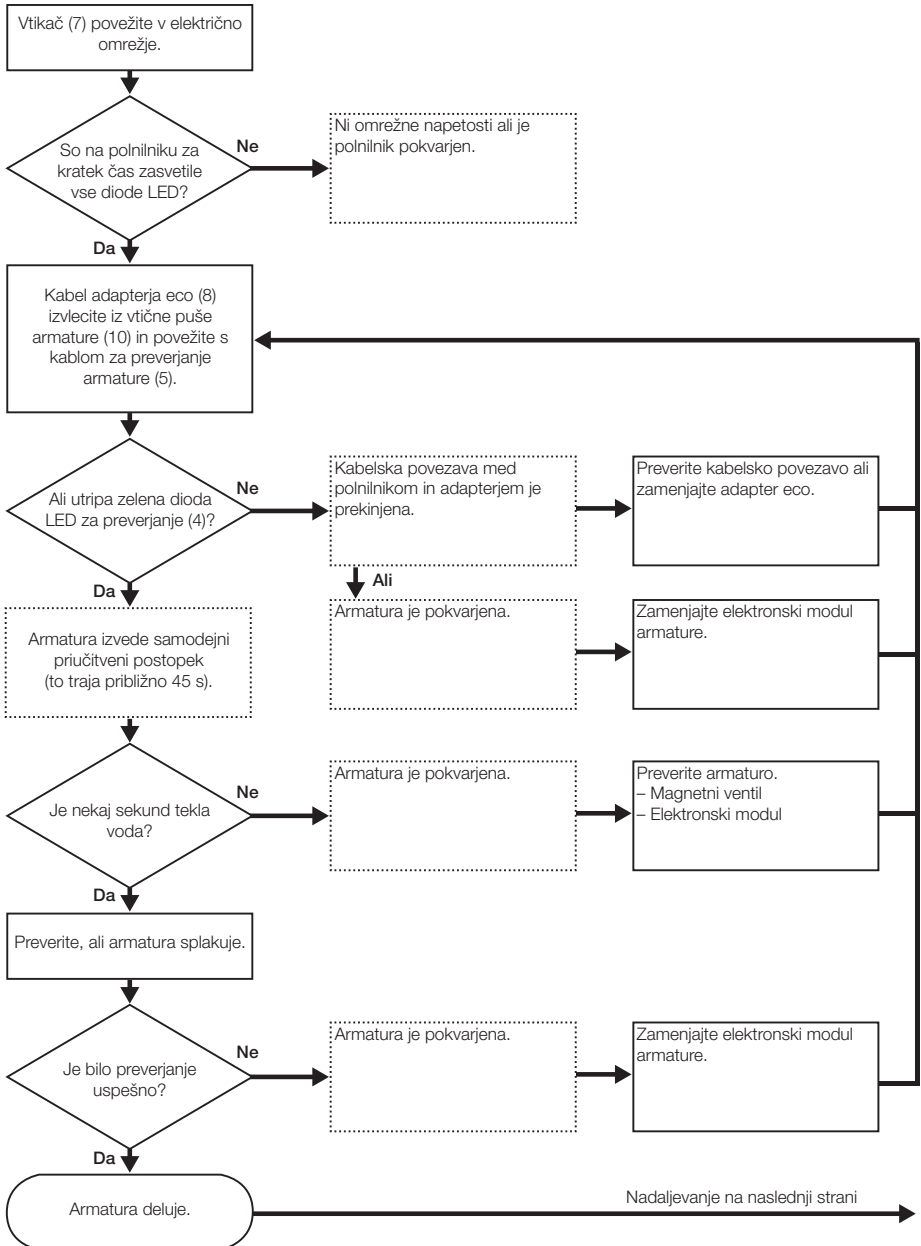 Vtikač (7) povežite v električno
omrežje.
So na polnilniku za
kratek čas zasvetile
vse diode LED?
Ne
Ni omrežne napetosti ali je
polnilnik pokvarjen.
Da
Kabel adapterja eco (8)
izvlecite iz vtične puše
armature (10) in povežite s
kablom za preverjanje
armature (5).
Ali utripa zelena dioda
LED za preverjanje (4)?
Ne
Kabelska povezava med
polnilnikom in adapterjem je
prekinjena.
Preverite kabelsko povezavo ali
zamenjajte adapter eco.
Ali
Armatura je pokvarjena.
Zamenjajte elektronski modul
armature.
Da
Armatura izvede samodejni
priučitveni postopek
(to traja približno 45 s).
Je nekaj sekund tekla
voda?
Ne
Armatura je pokvarjena.
Preverite armaturo.
– Magnetni ventil
– Elektronski modul
Da
Preverite, ali armatura splakuje.
Je bilo preverjanje
uspešno?
Ne
Armatura je pokvarjena.
Zamenjajte elektronski modul
armature.
Da
Armatura deluje.
Nadaljevanje na naslednji strani